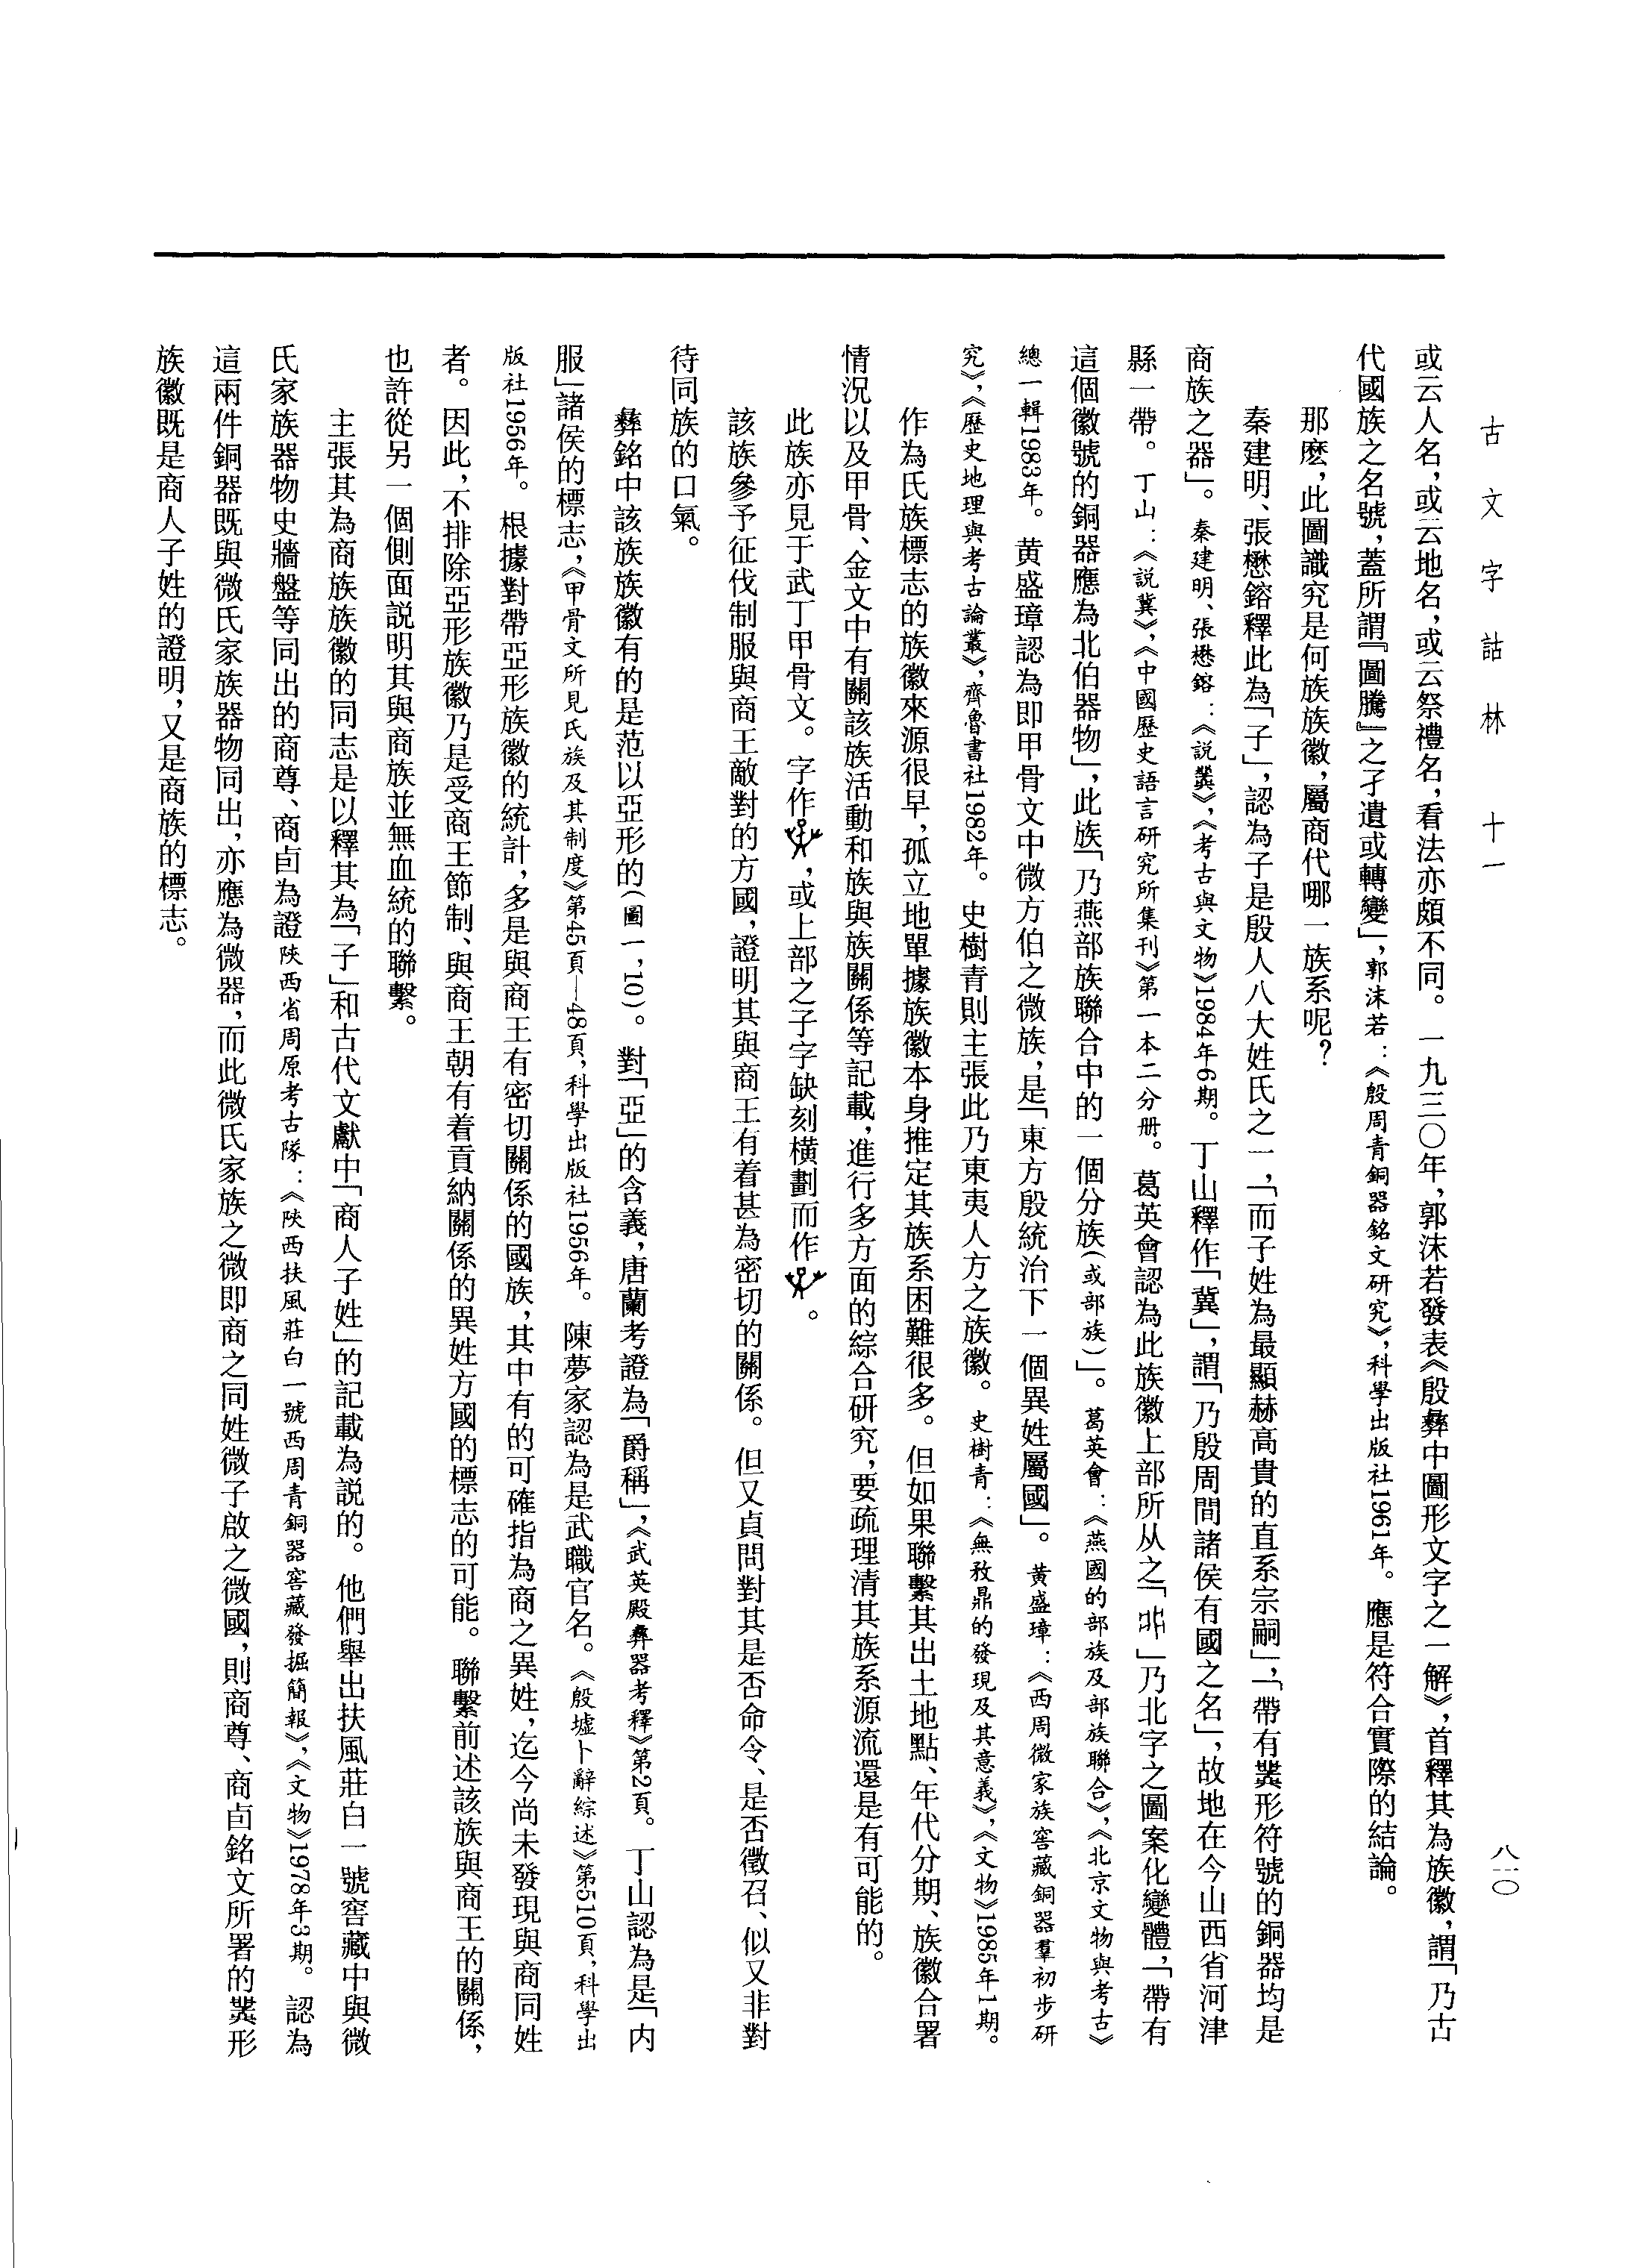 古文字詁林 十一
八一〇
或云人名，或云地名，或云祭禮名，看法亦頗不同。一九三〇年，郭沫若發表《殷彝中圖形文字之一解》，首釋其為族徽，謂「乃古
代國族之名號，蓋所謂『圖騰』之孑遺或轉變」，郭沫若：《殷周青銅器銘文研究》，科學出版社1961年。應是符合實際的結論。
那麽，此圖識究是何族族徽，屬商代哪一族系呢？
秦建明、張懋鎔釋此為「子」，認為子是殷人八大姓氏之一，「而子姓為最顯赫高貴的直系宗嗣」，「帶有形符號的銅器均是
商族之器」。秦建明、張懋鎔：《説》，《考古與文物》1984年6期。丁山釋作「冀」，謂「乃殷周間諸侯有國之名」，故地在今山西省河津
縣一帶。丁山：《説冀》，《中國歷史語言研究所集刊》第一本二分册。葛英會認為此族徽上部所从之「」乃北字之圖案化變體，「帶有
這個徽號的銅器應為北伯器物」，此族「乃燕部族聯合中的一個分族（或部族）」。葛英會：《燕國的部族及部族聯合》，《北京文物與考古》
總一輯1983年。黃盛璋認為即甲骨文中微方伯之微族，是「東方殷統治下一個異姓屬國」。黃盛璋：《西周微家族窖藏銅器羣初步研
究》，《歷史地理與考古論叢》，齊魯書社1982年。史樹青則主張此乃東夷人方之族徽。史樹青：《無敄鼎的發現及其意義》，《文物》1985年1期。
作為氏族標志的族徽來源很早，孤立地單據族徽本身推定其族系困難很多。但如果聯繫其出土地點、年代分期、族徽合署
情況以及甲骨、金文中有關該族活動和族與族關係等記載，進行多方面的綜合研究，要疏理清其族系源流還是有可能的。
此族亦見于武丁甲骨文。字作，或上部之子字缺刻橫劃而作。
該族參予征伐制服與商王敵對的方國，證明其與商王有着甚為密切的關係。但又貞問對其是否命令、是否徵召、似又非對
待同族的口氣。
彝銘中該族族徽有的是范以亞形的（圖一，10）。對「亞」的含義，唐蘭考證為「爵稱」，《武英殿彝器考釋》第2頁。丁山認為是「内
服」諸侯的標志，《甲骨文所見氏族及其制度》第45頁—48頁，科學出版社1956年。陳夢家認為是武職官名。《殷墟卜辭綜述》第510頁，科學出
版社1956年。根據對帶亞形族徽的統計，多是與商王有密切關係的國族，其中有的可確指為商之異姓，迄今尚未發現與商同姓
者。因此，不排除亞形族徽乃是受商王節制、與商王朝有着貢納關係的異姓方國的標志的可能。聯繫前述該族與商王的關係，
也許從另一個側面説明其與商族並無血統的聯繫。
主張其為商族族徽的同志是以釋其為「子」和古代文獻中「商人子姓」的記載為説的。他們舉出扶風莊白一號窖藏中與微
氏家族器物史牆盤等同出的商尊、商卣為證陝西省周原考古隊：《陝西扶風莊白一號西周青銅器窖藏發掘簡報》，《文物》1978年3期。認為
這兩件銅器既與微氏家族器物同出，亦應為微器，而此微氏家族之微即商之同姓微子啟之微國，則商尊、商卣銘文所署的形
族徽既是商人子姓的證明，又是商族的標志。